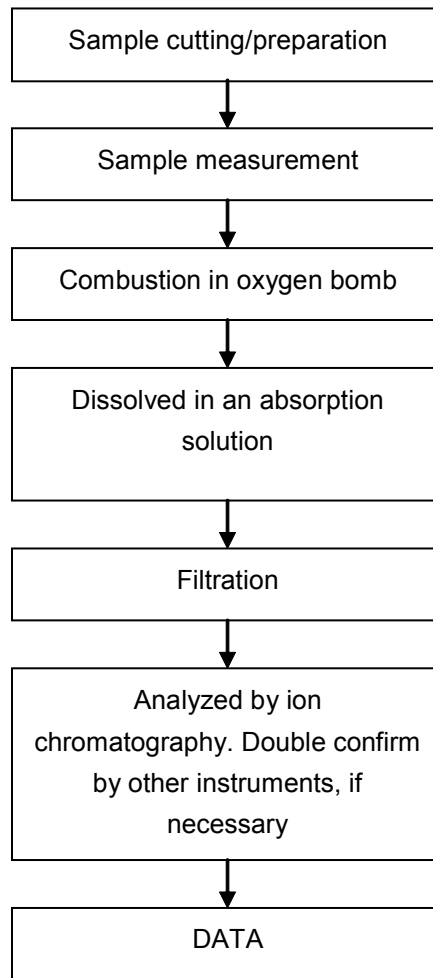 Sample cutting/preparation
Sample measurement
Combustion in oxygen bomb
Dissolved in an absorption
solution
Filtration
Analyzed by ion
chromatography. Double confirm
by other instruments, if
necessary
DATA